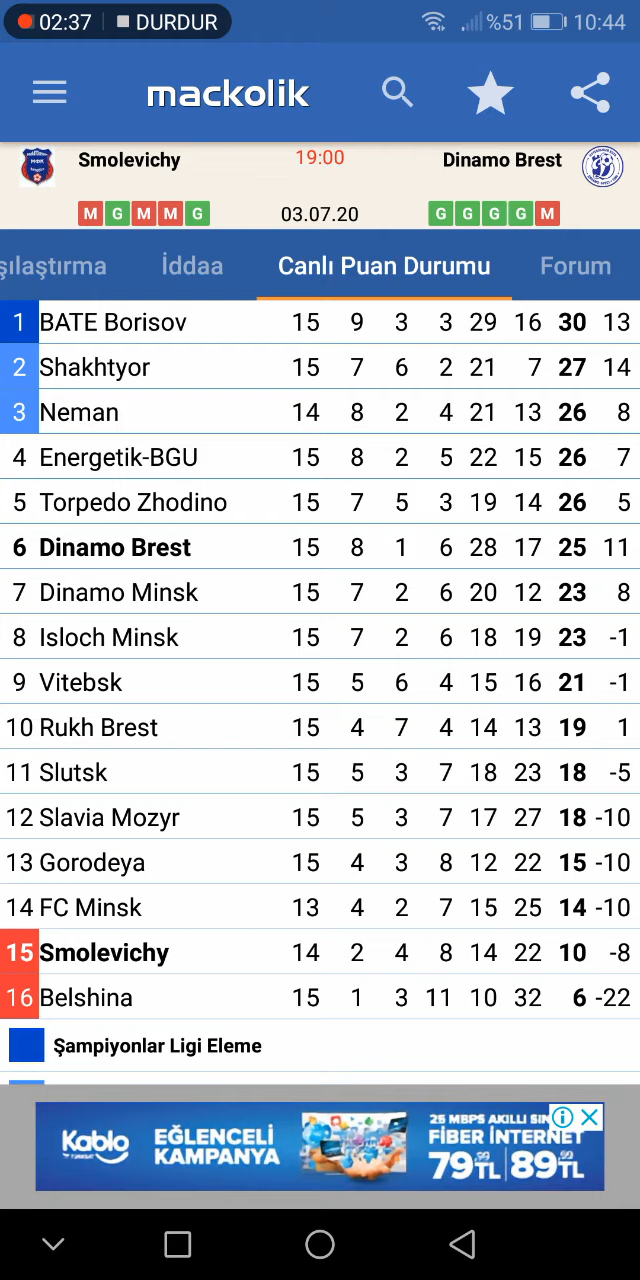 02:37 DURDUR %51 10:44
mackolik
Smolevichy 19:00 Dinamo Brest
M G M M G 03.07.20 G G G G M
şılaştırma İddaa Canlı Puan Durumu Forum
1 BATE Borisov 15 9 3 3 29 16 30 13
2 Shakhtyor 15 7 6 2 21 7 27 14
3 Neman 14 8 2 4 21 13 26 8
4 Energetik-BGU 15 8 2 5 22 15 26 7
5 Torpedo Zhodino 15 7 5 3 19 14 26 5
6 Dinamo Brest 15 8 1 6 28 17 25 11
7 Dinamo Minsk 15 7 2 6 20 12 23 8
8 Isloch Minsk 15 7 2 6 18 19 23 -1
9 Vitebsk 15 5 6 4 15 16 21 -1
10 Rukh Brest 15 4 7 4 14 13 19 1
11 Slutsk 15 5 3 7 18 23 18 -5
12 Slavia Mozyr 15 5 3 7 17 27 18 -10
13 Gorodeya 15 4 3 8 12 22 15 -10
14 FC Minsk 13 4 2 7 15 25 14 -10
15 Smolevichy 14 2 4 8 14 22 10 -8
16 Belshina 15 1 3 11 10 32 6 -22
Şampiyonlar Ligi Eleme
Kablo
EĞLENCELİ
KAMPANYA
25 MBPS AKILLI SIN
FİBER İNTERNET
79 TL 89 TL